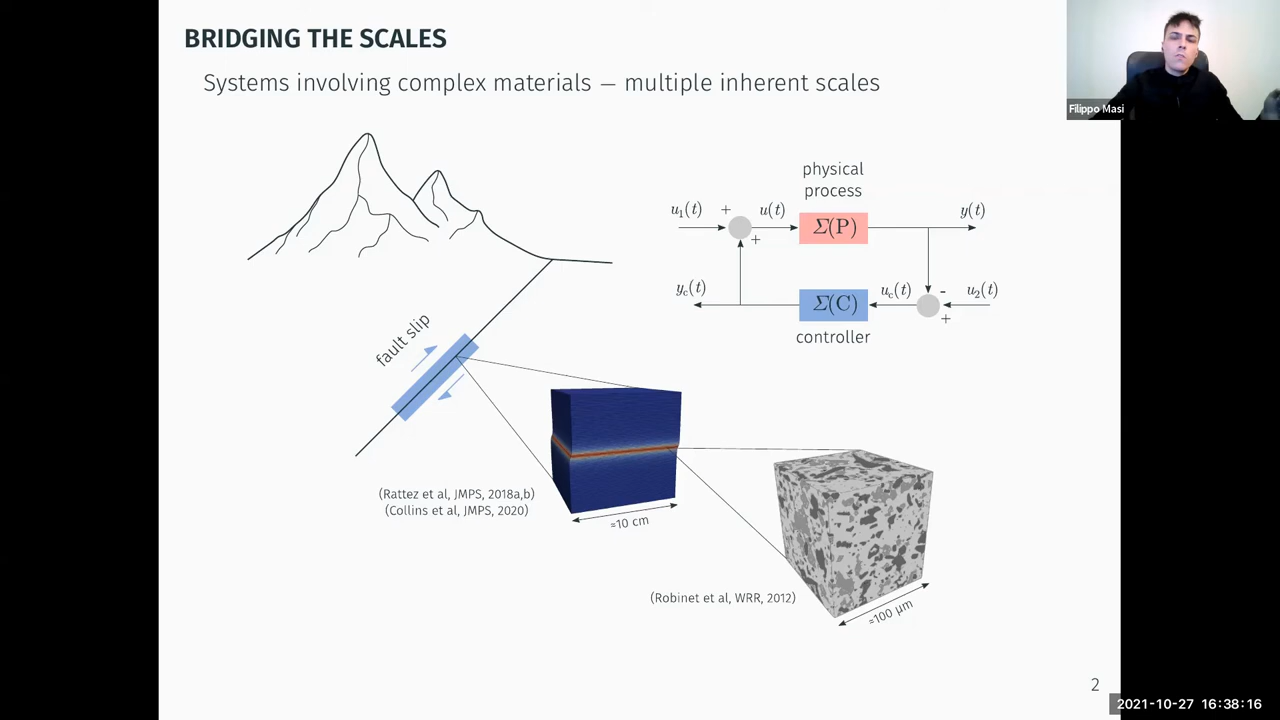 BRIDGING THE SCALES
Systems involving complex materials — multiple inherent scales
Filippo Masi
physical
process
u₁(t)
+
u(t)
Σ(P)
y(t)
+
y_c(t)
Σ(C)
u_c(t)
-
u₂(t)
+
controller
fault slip
(Rattez et al, JMPS, 2018a,b)
(Collins et al, JMPS, 2020)
≈10 cm
(Robinet et al, WRR, 2012)
≈100 μm
2
2021-10-27 16:38:16